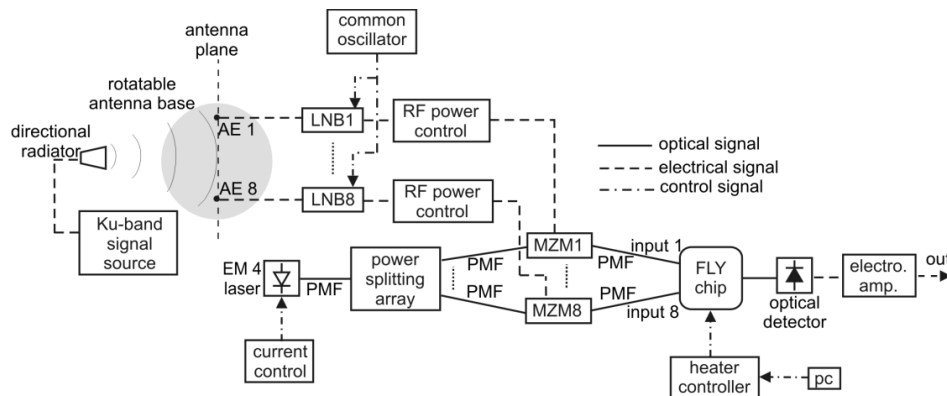 antenna
plane
common
oscillator
rotatable
antenna base
directional
radiator
AE 1
LNB1
RF power
control
optical signal
electrical signal
control signal
AE 8
LNB8
RF power
control
Ku-band
signal
source
EM 4
laser
PMF
power
splitting
array
PMF
PMF
MZM1
MZM8
PMF
PMF
input 1
input 8
FLY
chip
optical
detector
electro.
amp.
out
current
control
heater
controller
pc